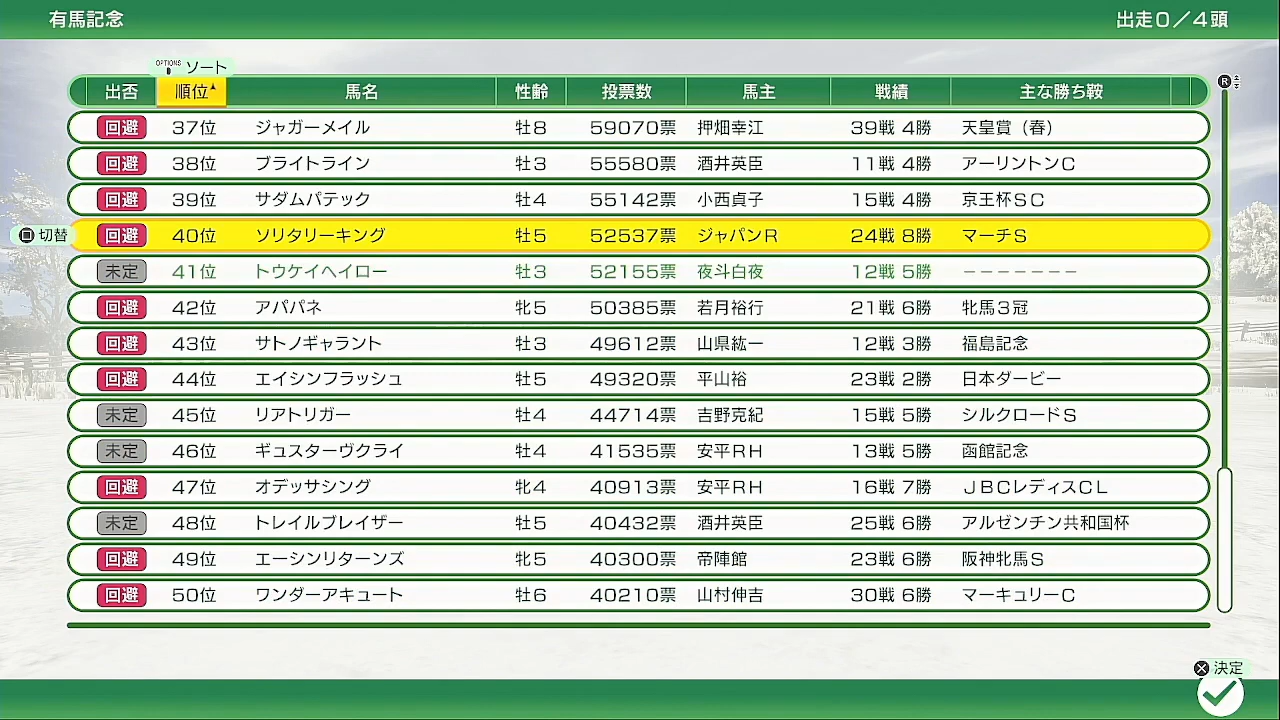 有馬記念
出走0／4頭
OPTIONS ソート
出否 順位 馬名 性齢 投票数 馬主 戦績 主な勝ち鞍
R
回避 37位 ジャガーメイル 牡8 59070票 押畑幸江 39戦 4勝 天皇賞（春）
回避 38位 ブライトライン 牡3 55580票 酒井英臣 11戦 4勝 アーリントンC
回避 39位 サダムパテック 牡4 55142票 小西貞子 15戦 4勝 京王杯SC
切替 回避 40位 ソリタリーキング 牡5 52537票 ジャパンR 24戦 8勝 マーチS
未定 41位 トウケイヘイロー 牡3 52155票 夜斗白夜 12戦 5勝 −−−−−−−
回避 42位 アパパネ 牝5 50385票 若月裕行 21戦 6勝 牝馬3冠
回避 43位 サトノギャラント 牡3 49612票 山県紘一 12戦 3勝 福島記念
回避 44位 エイシンフラッシュ 牡5 49320票 平山裕 23戦 2勝 日本ダービー
未定 45位 リアトリガー 牡4 44714票 吉野克紀 15戦 5勝 シルクロードS
未定 46位 ギュスターヴクライ 牡4 41535票 安平RH 13戦 5勝 函館記念
回避 47位 オデッサシング 牝4 40913票 安平RH 16戦 7勝 JBCレディスCL
未定 48位 トレイルブレイザー 牡5 40432票 酒井英臣 25戦 6勝 アルゼンチン共和国杯
回避 49位 エーシンリターンズ 牝5 40300票 帝陣館 23戦 6勝 阪神牝馬S
回避 50位 ワンダーアキュート 牡6 40210票 山村伸吉 30戦 6勝 マーキュリーC
決定